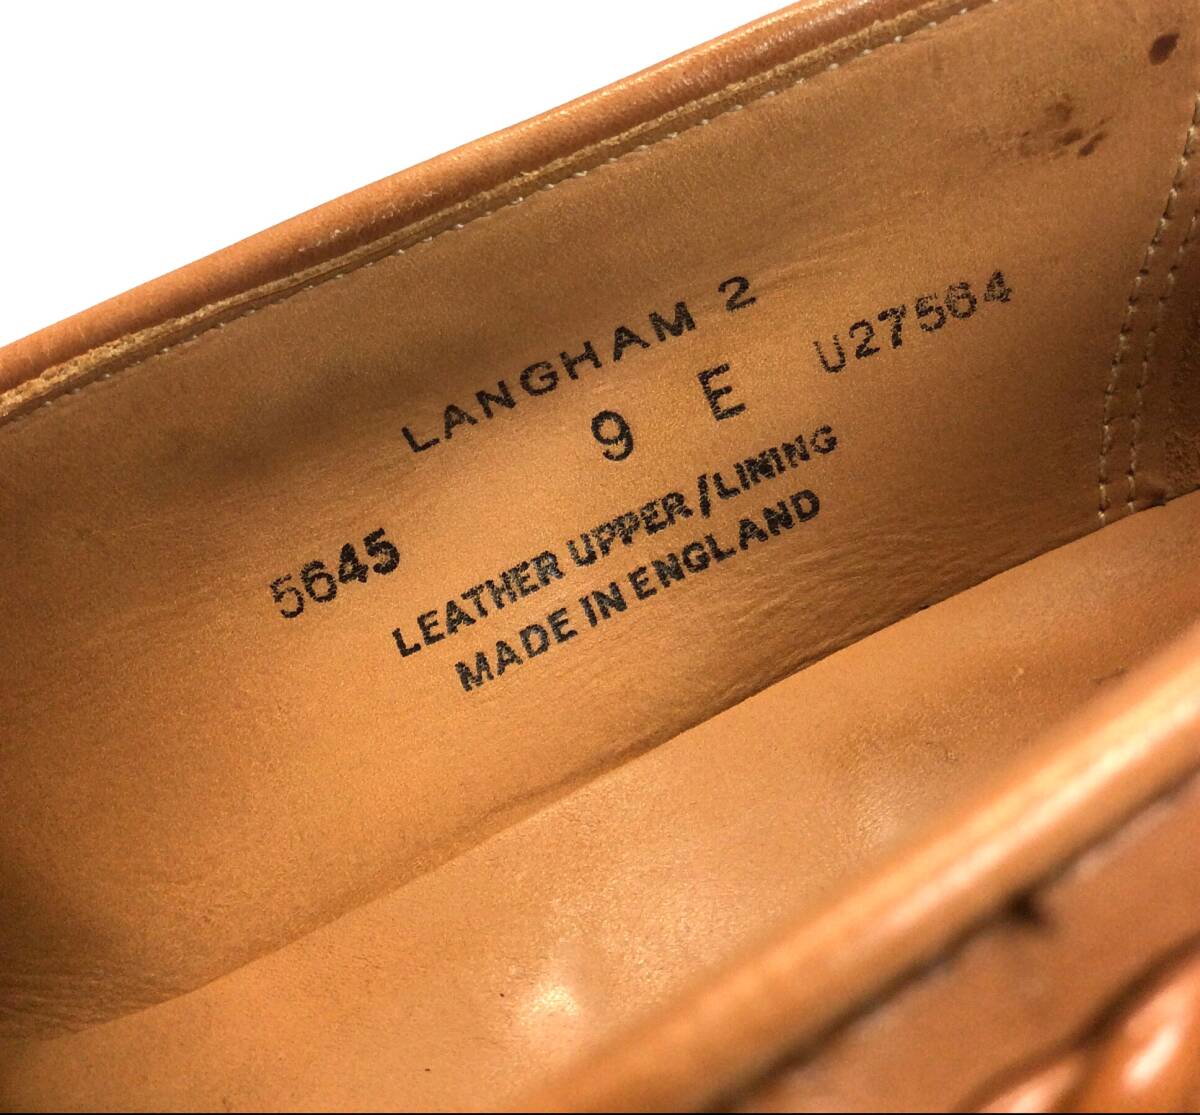 LANGHAM 2
9 E U27564
5645
LEATHER UPPER/LINING
MADE IN ENGLAND